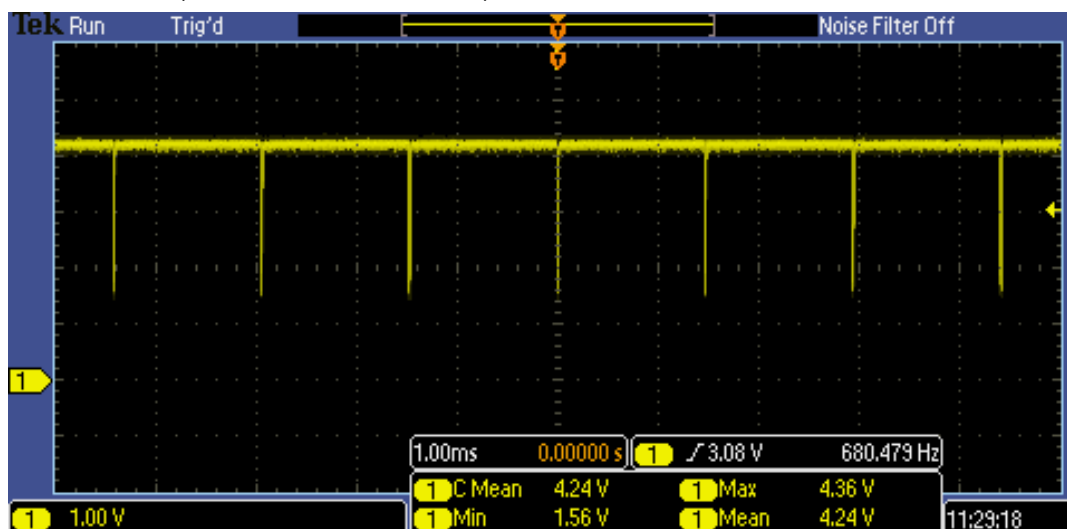 Tek Run Trig'd Noise Filter Off
T
T
1
1.00ms 0.00000 s 1 3.08 V 680.479 Hz
1 C Mean 4.24 V 1 Max 4.36 V
1 1.00 V 1 Min 1.56 V 1 Mean 4.24 V 11:29:18